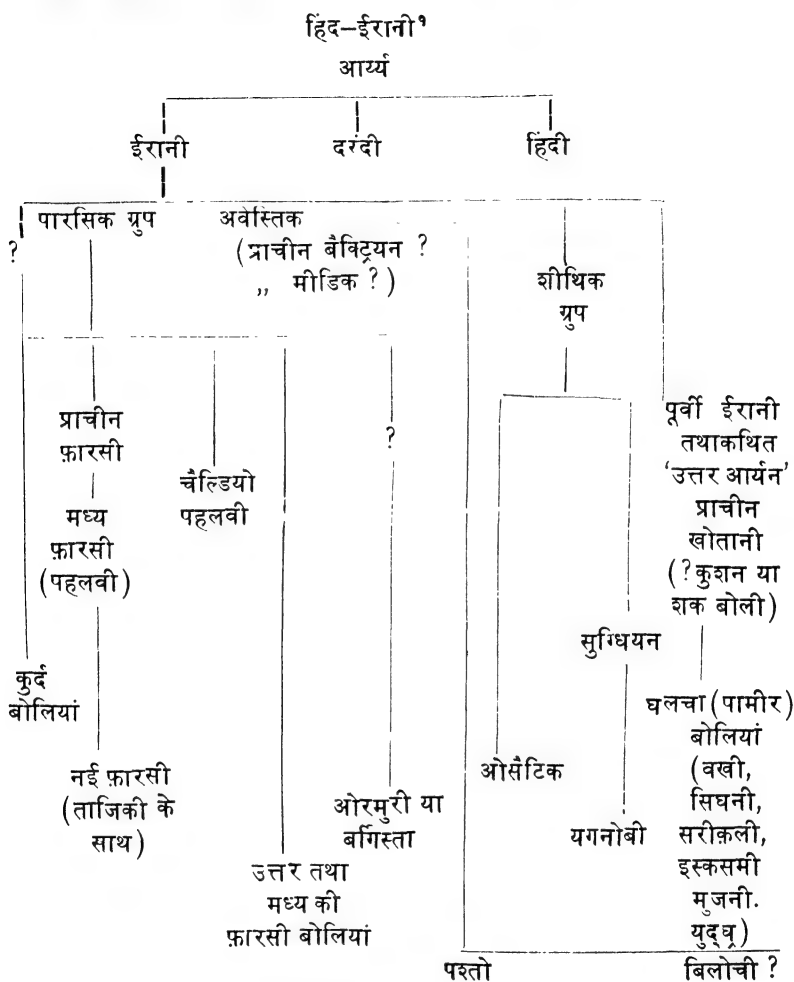 हिंद-ईरानी१
आर्य्य
ईरानी
दरंदी
हिंदी
?
पारसिक ग्रुप
अवेस्तिक
(प्राचीन बैक्ट्रियन ?
,, मीडिक ?)
शीथिक
ग्रुप
प्राचीन
फ़ारसी
मध्य
फ़ारसी
(पहलवी)
चैल्डियो
पहलवी
?
पूर्वी ईरानी
तथाकथित
'उत्तर आर्यन'
प्राचीन
खोतानी
(?कुशन या
शक बोली)
सुग्धियन
कुर्द
बोलियां
नई फ़ारसी
(ताजिकी के
साथ)
उत्तर तथा
मध्य की
फ़ारसी बोलियां
ओरमुरी या
बर्गिस्ता
ओसैटिक
यगनोबी
घलचा(पामीर)
बोलियां
(वखी,
सिघनी,
सरीक़ली,
इस्कसमी
मुजनी.
युद्घ्र)
पश्तो
बिलोची ?